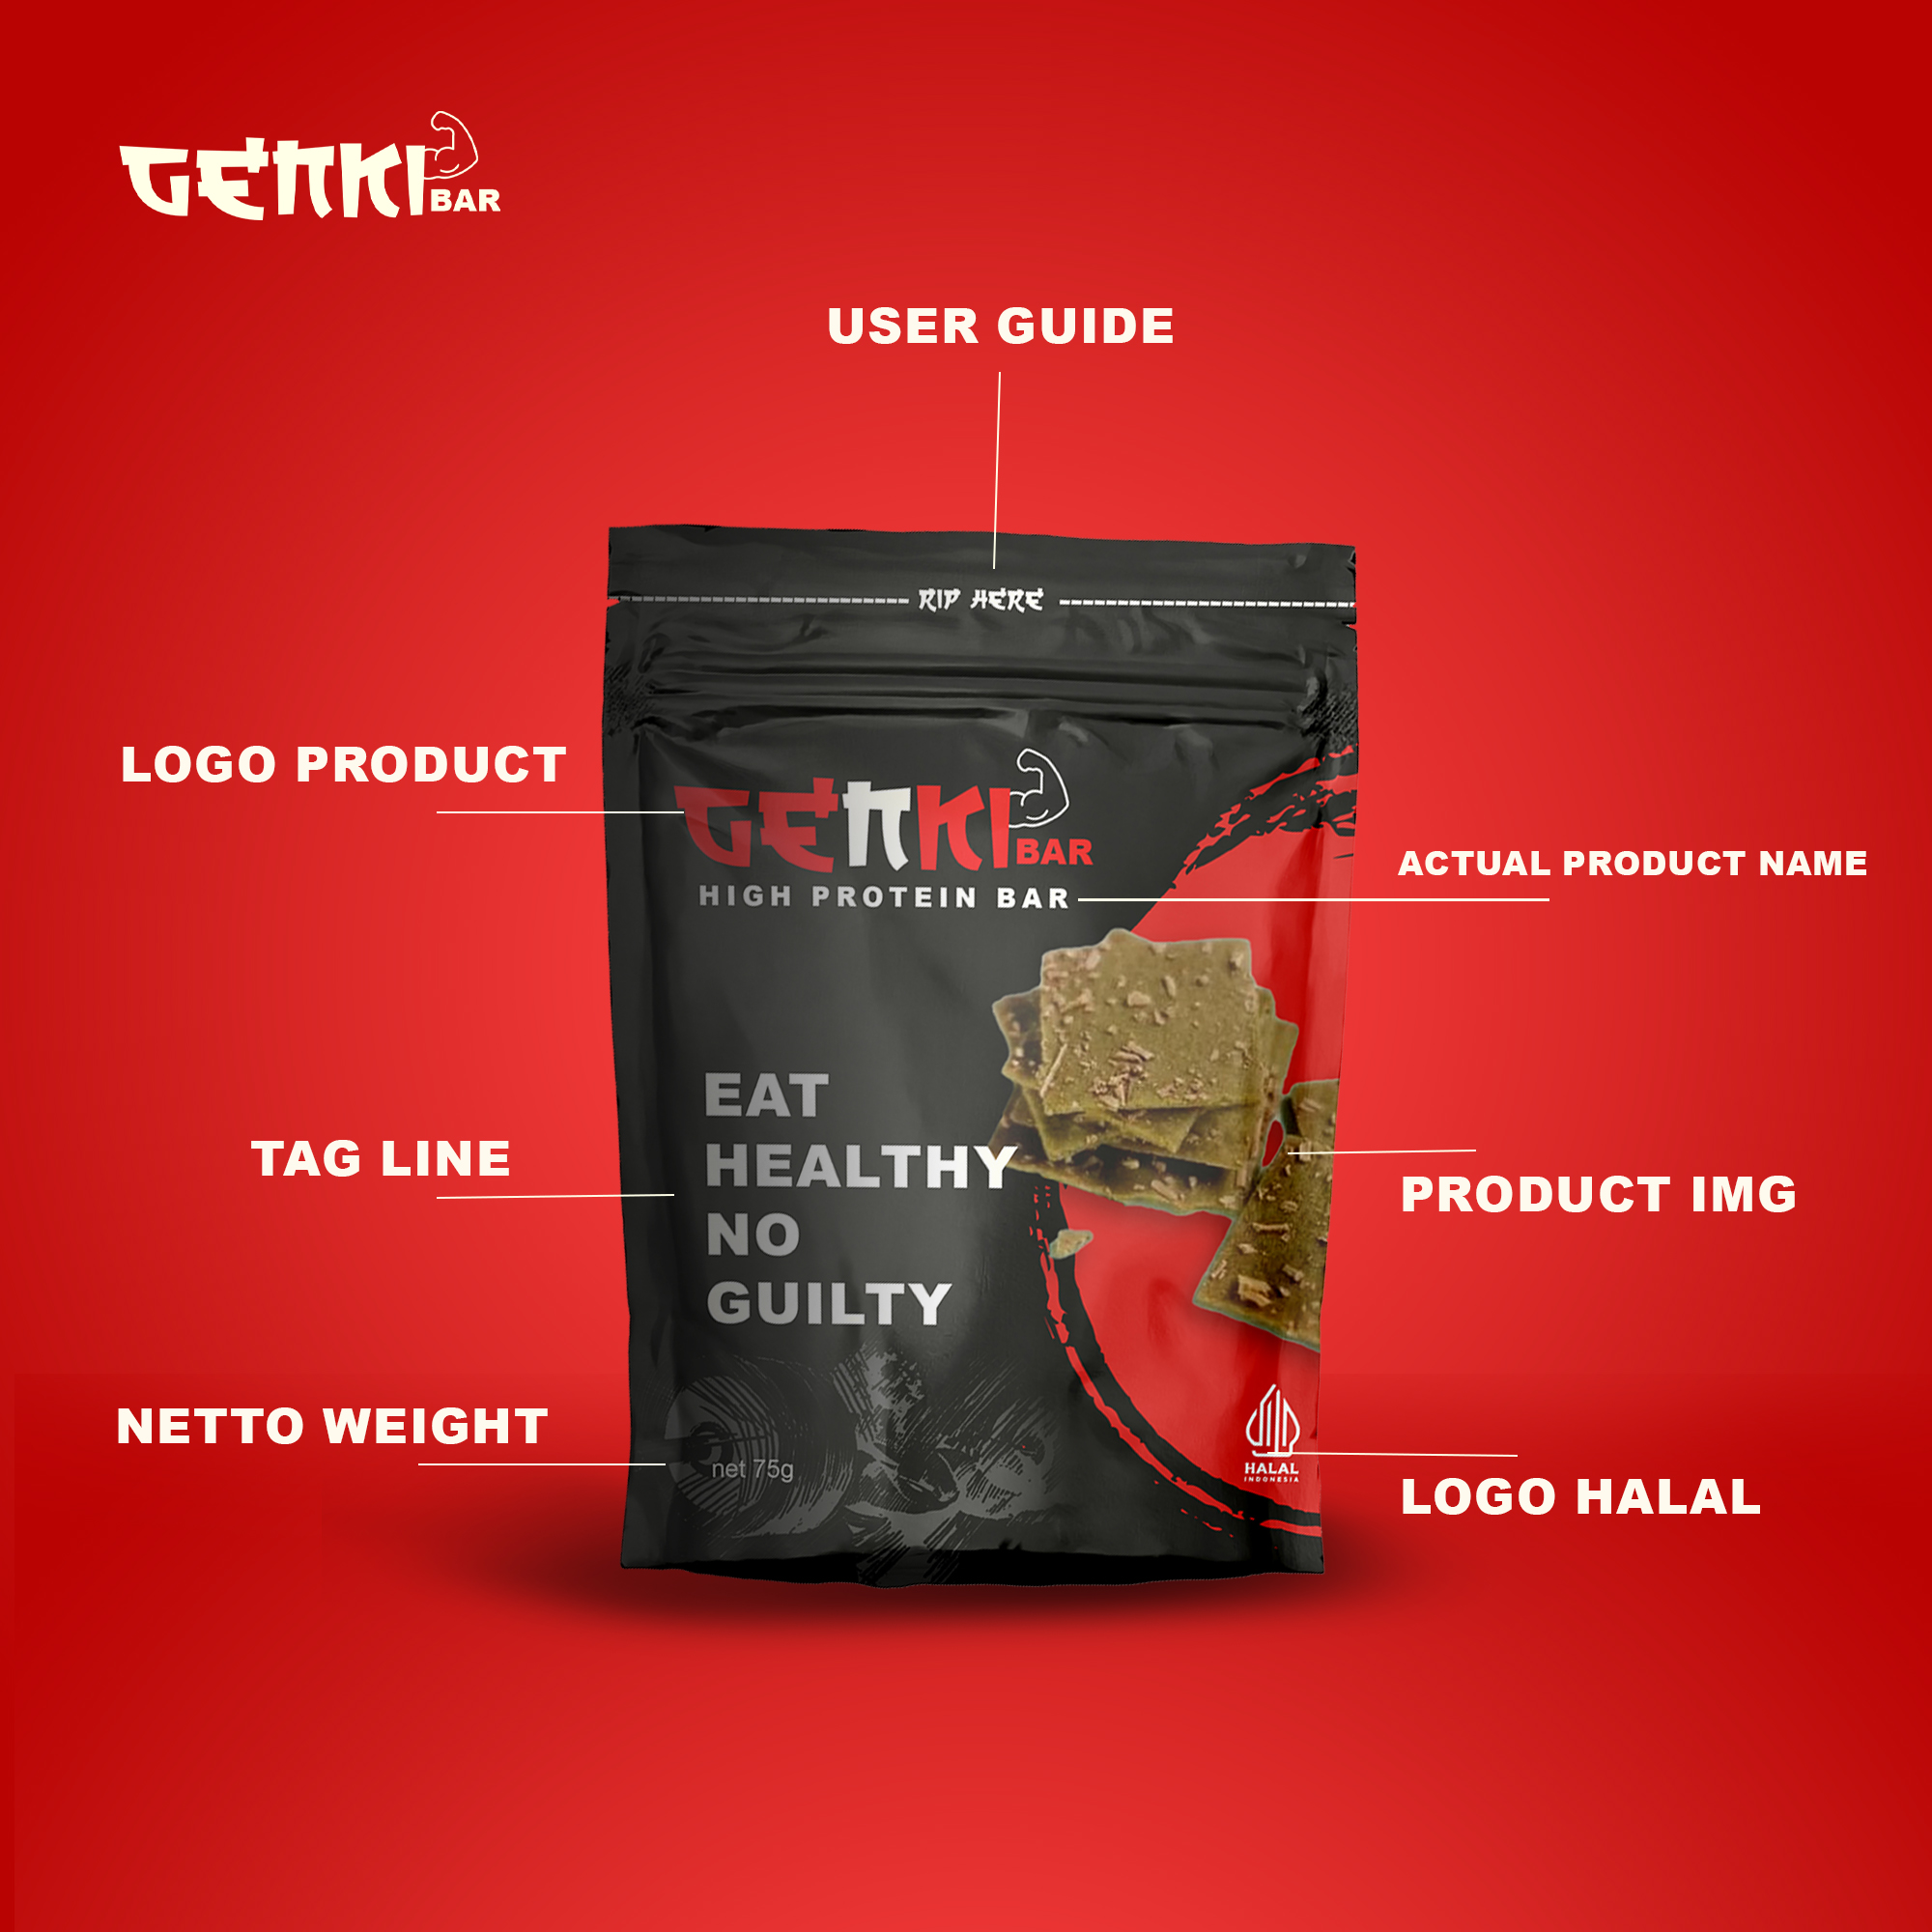 GENKI BAR
USER GUIDE
RIP HERE
LOGO PRODUCT
GENKI BAR
HIGH PROTEIN BAR
ACTUAL PRODUCT NAME
EAT
HEALTHY
NO
GUILTY
TAG LINE
PRODUCT IMG
NETTO WEIGHT
net 75g
HALAL
INDONESIA
LOGO HALAL